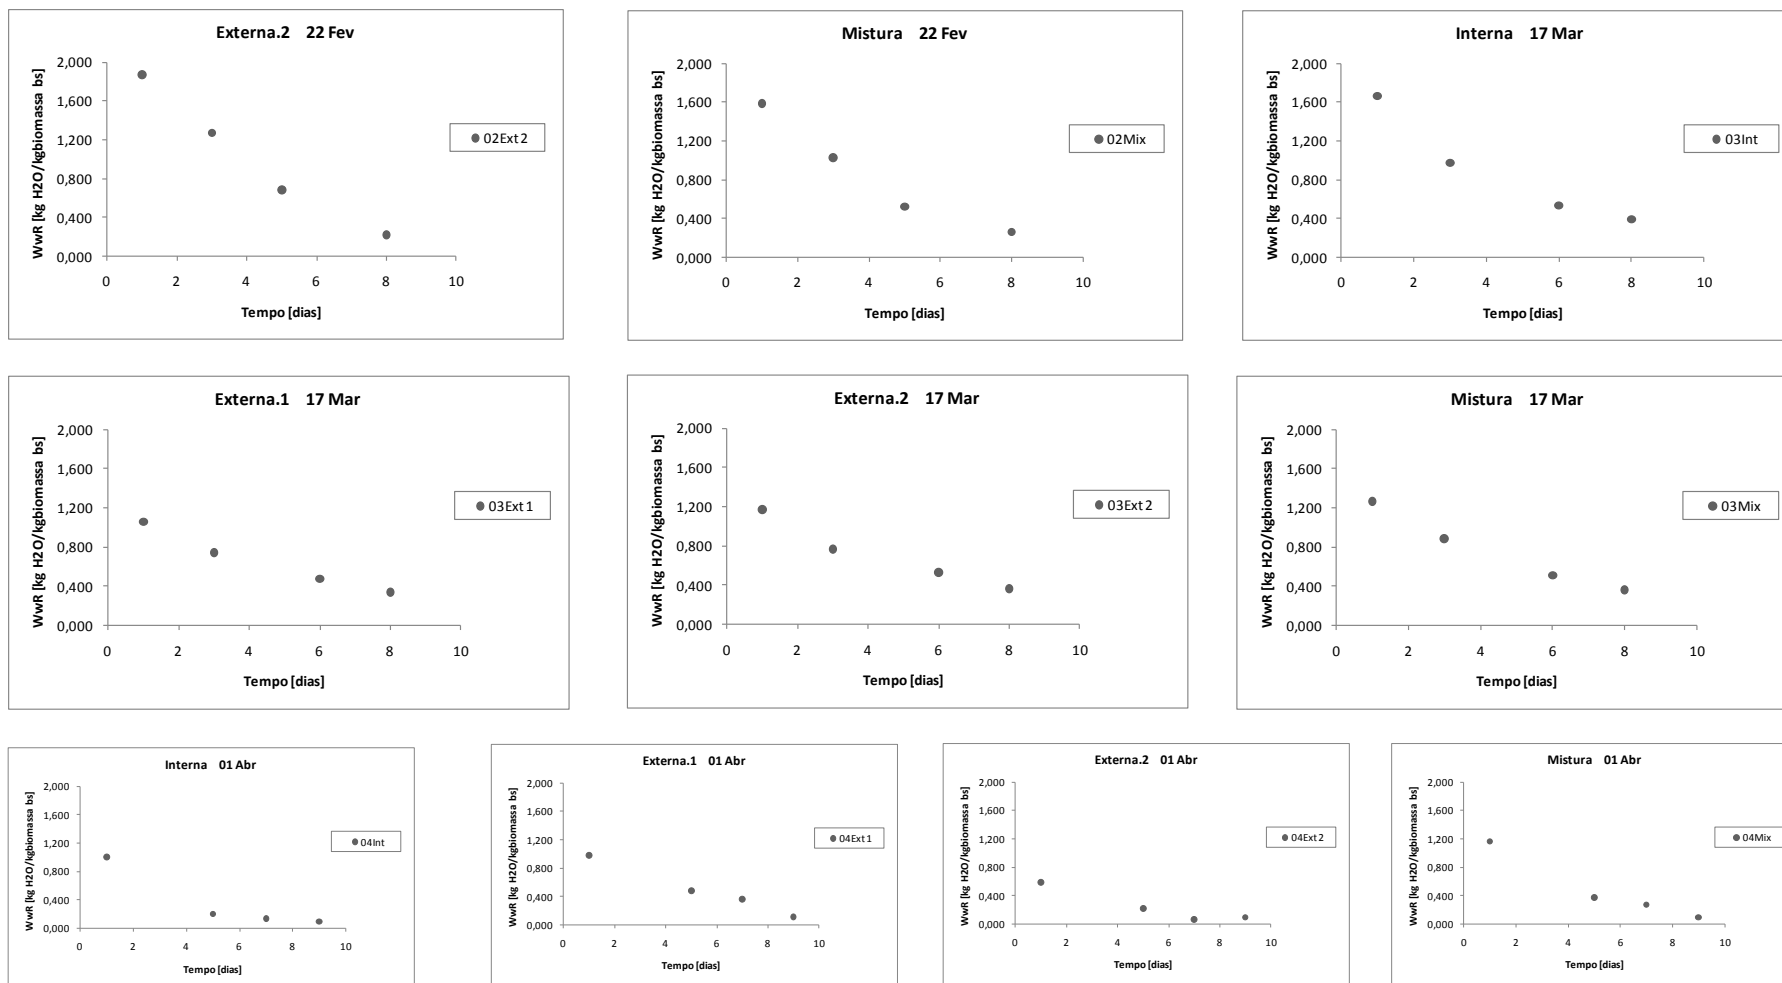 Externa.2 22 Fev
WwR [kg H2O/kgbiomassa bs]
2,000
1,600
1,200
0,800
0,400
0,000
0 2 4 6 8 10
Tempo [dias]
02Ext2
Mistura 22 Fev
WwR [kg H2O/kgbiomassa bs]
2,000
1,600
1,200
0,800
0,400
0,000
0 2 4 6 8 10
Tempo [dias]
02Mix
Interna 17 Mar
WwR [kg H2O/kgbiomassa bs]
2,000
1,600
1,200
0,800
0,400
0,000
0 2 4 6 8 10
Tempo [dias]
03Int
Externa.1 17 Mar
WwR [kg H2O/kgbiomassa bs]
2,000
1,600
1,200
0,800
0,400
0,000
0 2 4 6 8 10
Tempo [dias]
03Ext1
Externa.2 17 Mar
WwR [kg H2O/kgbiomassa bs]
2,000
1,600
1,200
0,800
0,400
0,000
0 2 4 6 8 10
Tempo [dias]
03Ext2
Mistura 17 Mar
WwR [kg H2O/kgbiomassa bs]
2,000
1,600
1,200
0,800
0,400
0,000
0 2 4 6 8 10
Tempo [dias]
03Mix
Interna 01 Abr
WwR [kg H2O/kgbiomassa bs]
2,000
1,600
1,200
0,800
0,400
0,000
0 2 4 6 8 10
Tempo [dias]
04Int
Externa.1 01 Abr
WwR [kg H2O/kgbiomassa bs]
2,000
1,600
1,200
0,800
0,400
0,000
0 2 4 6 8 10
Tempo [dias]
04Ext1
Externa.2 01 Abr
WwR [kg H2O/kgbiomassa bs]
2,000
1,600
1,200
0,800
0,400
0,000
0 2 4 6 8 10
Tempo [dias]
04Ext2
Mistura 01 Abr
WwR [kg H2O/kgbiomassa bs]
2,000
1,600
1,200
0,800
0,400
0,000
0 2 4 6 8 10
Tempo [dias]
04Mix